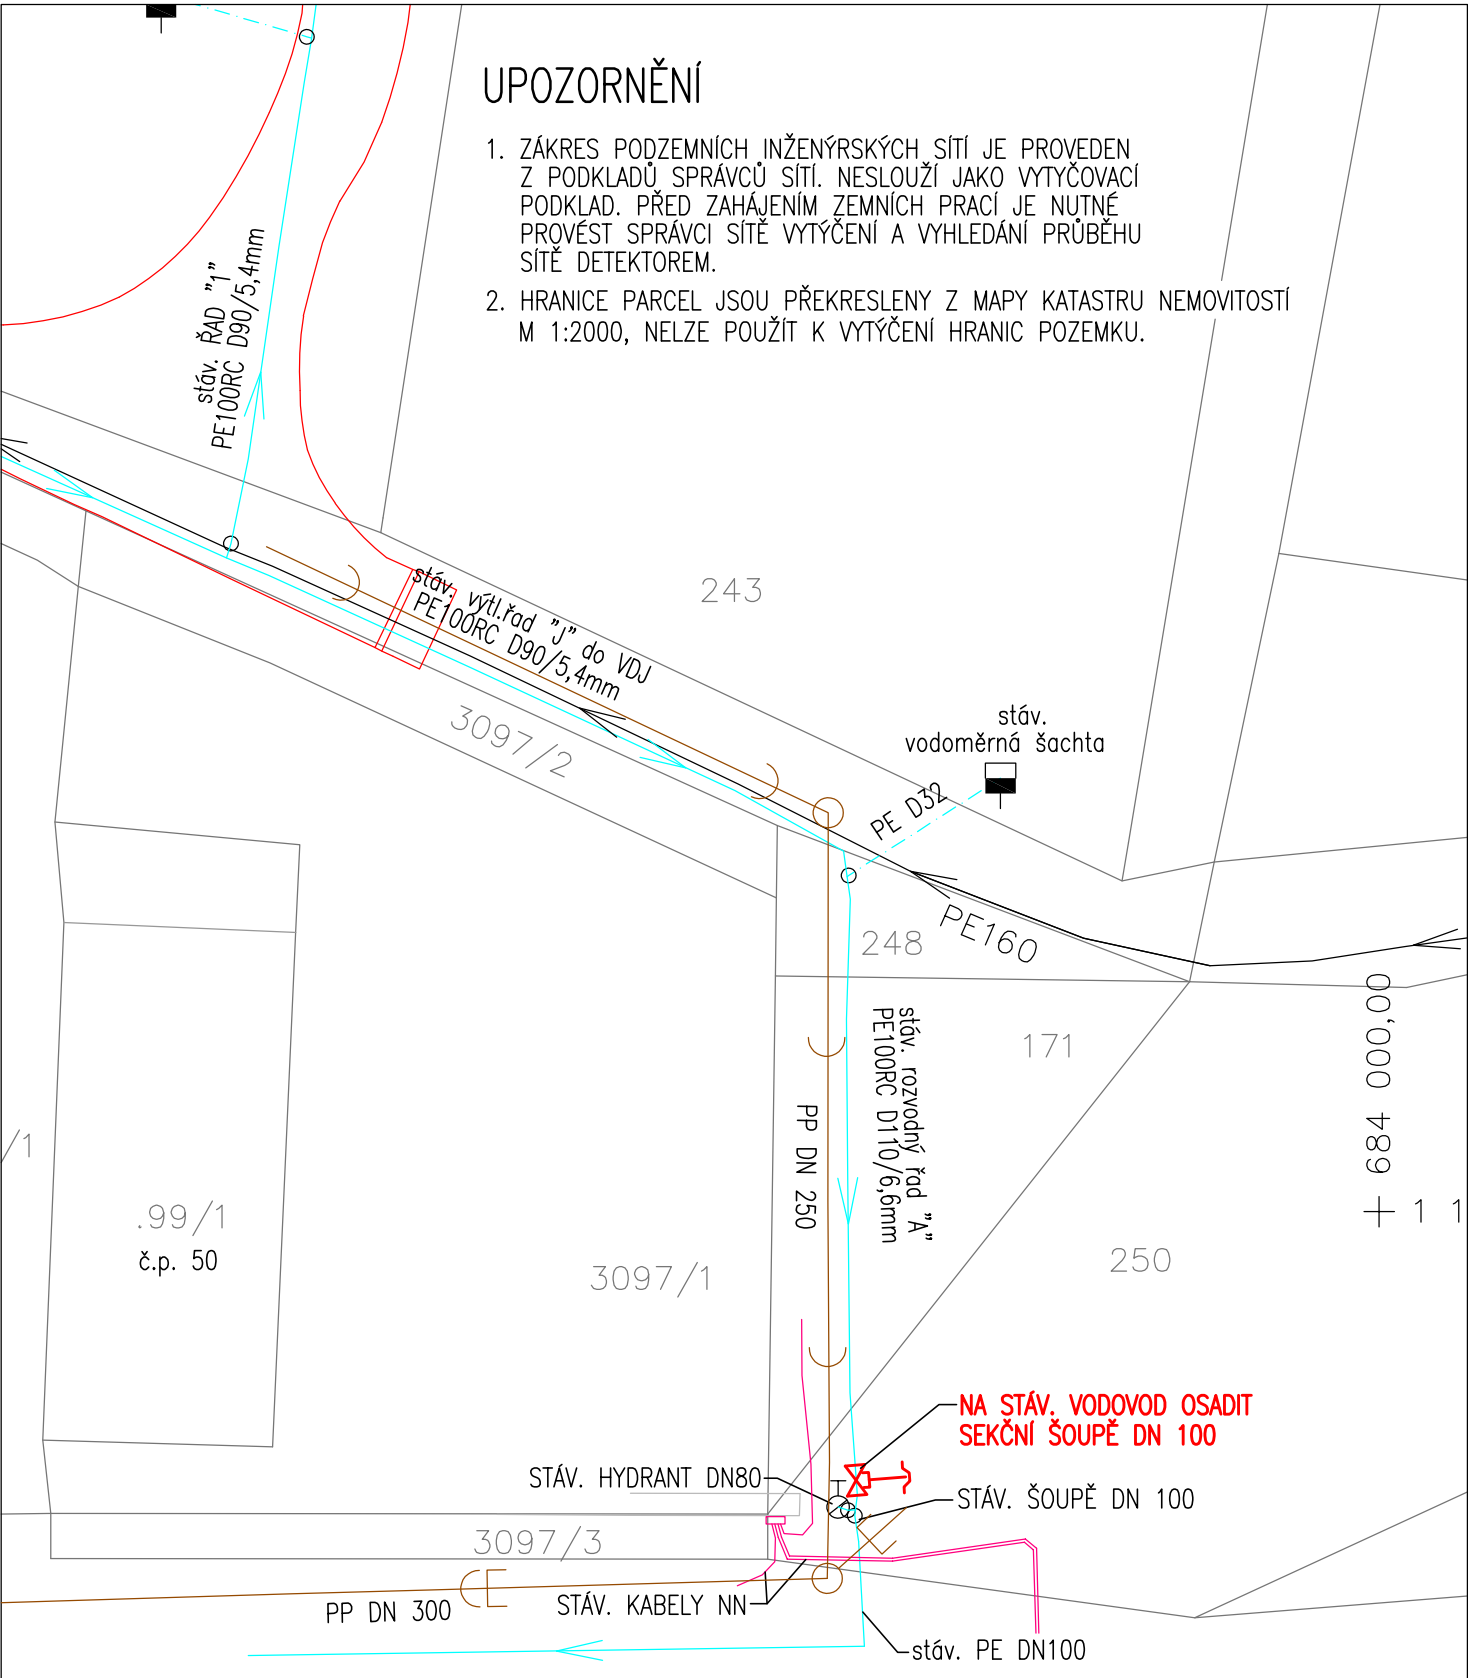 UPOZORNĚNÍ
1. ZÁKRES PODZEMNÍCH INŽENÝRSKÝCH SÍTÍ JE PROVEDEN
Z PODKLADŮ SPRÁVCŮ SÍTÍ. NESLOUŽÍ JAKO VYTYČOVACÍ
PODKLAD. PŘED ZAHÁJENÍM ZEMNÍCH PRACÍ JE NUTNÉ
PROVÉST SPRÁVCI SÍTĚ VYTÝČENÍ A VYHLEDÁNÍ PRŮBĚHU
SÍTĚ DETEKTOREM.
2. HRANICE PARCEL JSOU PŘEKRESLENY Z MAPY KATASTRU NEMOVITOSTÍ
M 1:2000, NELZE POUŽÍT K VYTÝČENÍ HRANIC POZEMKU.
stáv. ŘAD "1"
PE100RC D90/5,4mm
243
stáv. výtl.řad "J" do VDJ
PE100RC D90/5,4mm
3097/2
stáv.
vodoměrná šachta
PE D32
PE160
248
171
stáv. rozvodný řad "A"
PE100RC D110/6,6mm
PP DN 250
684 000,00
1 1
/1
.99/1
č.p. 50
3097/1
250
NA STÁV. VODOVOD OSADIT
SEKČNÍ ŠOUPĚ DN 100
STÁV. HYDRANT DN80
STÁV. ŠOUPĚ DN 100
3097/3
PP DN 300
STÁV. KABELY NN
stáv. PE DN100